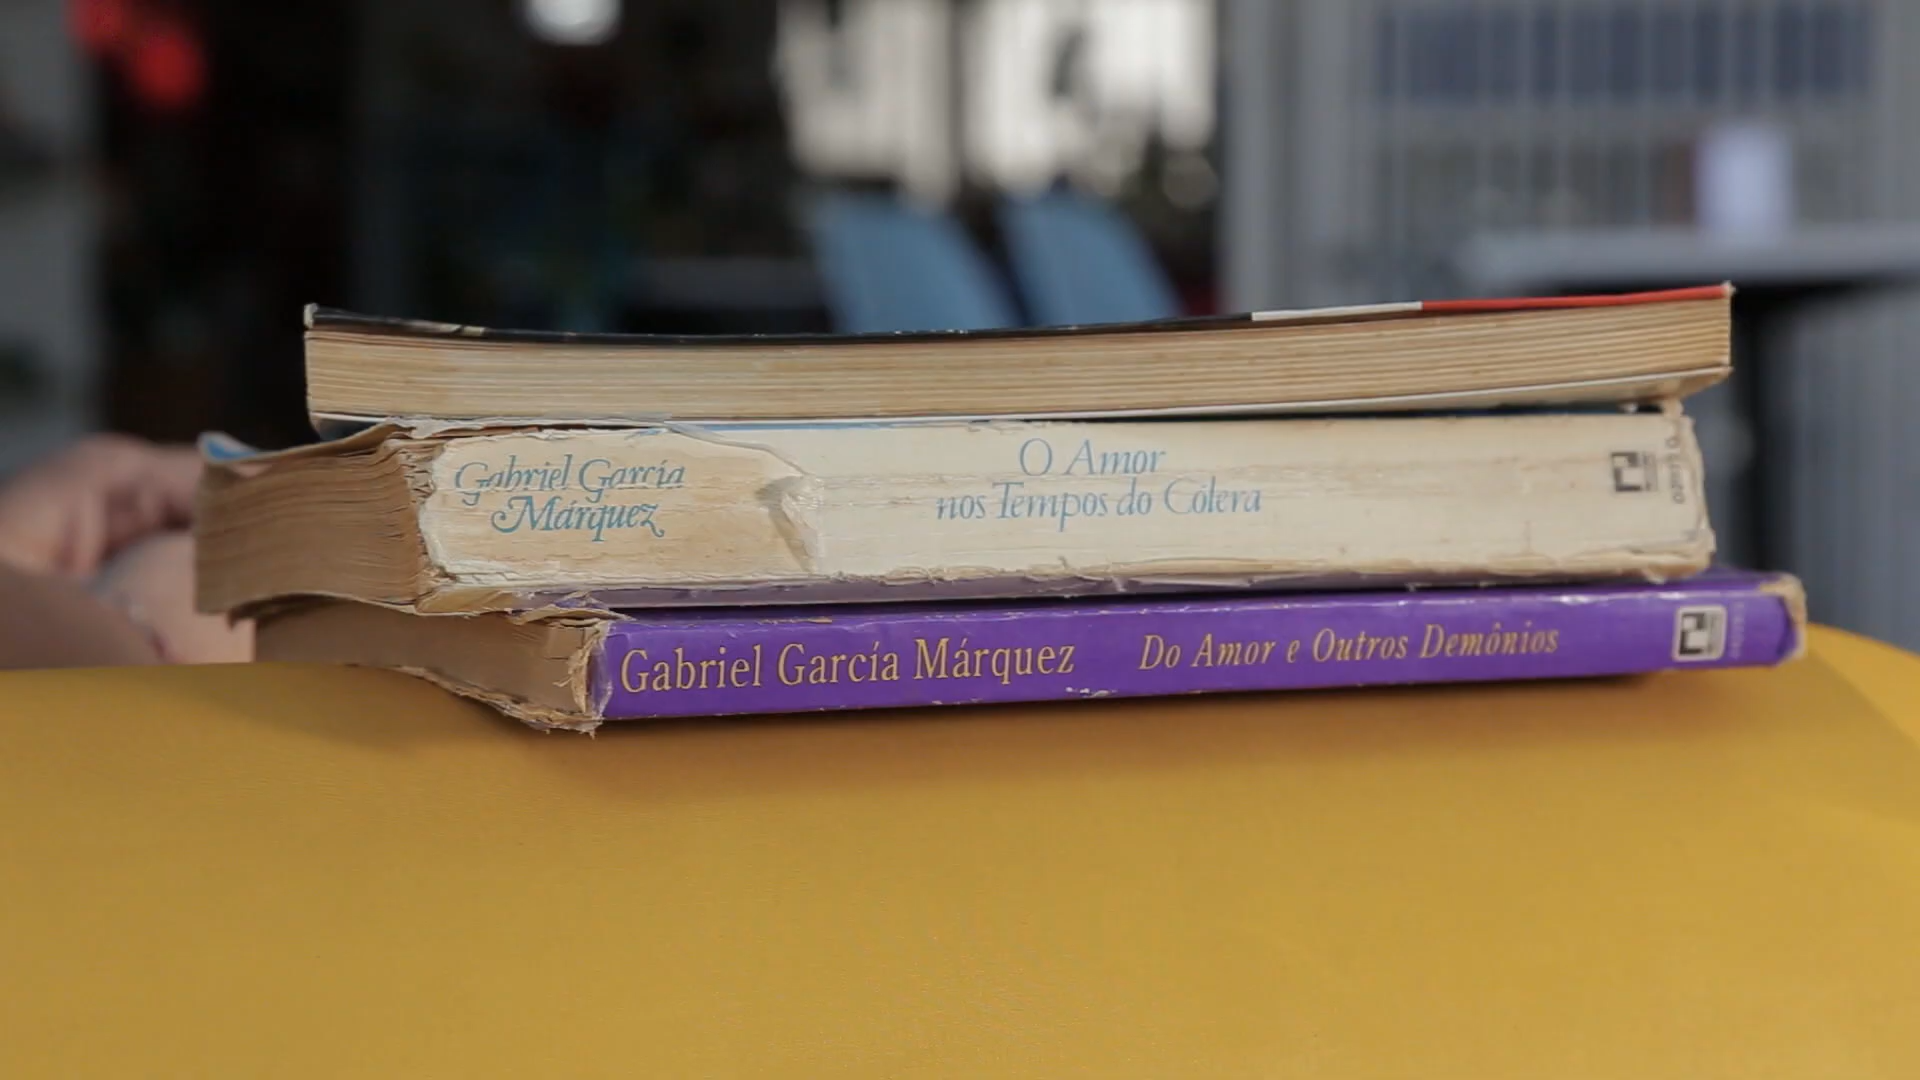 Gabriel García
Márquez
O Amor
nos Tempos do Cólera
Gabriel García Márquez
Do Amor e Outros Demônios